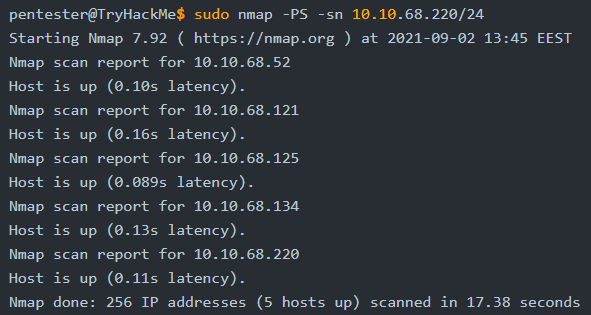 pentester@TryHackMe$ sudo nmap -PS -sn 10.10.68.220/24
Starting Nmap 7.92 ( https://nmap.org ) at 2021-09-02 13:45 EEST
Nmap scan report for 10.10.68.52
Host is up (0.10s latency).
Nmap scan report for 10.10.68.121
Host is up (0.16s latency).
Nmap scan report for 10.10.68.125
Host is up (0.089s latency).
Nmap scan report for 10.10.68.134
Host is up (0.13s latency).
Nmap scan report for 10.10.68.220
Host is up (0.11s latency).
Nmap done: 256 IP addresses (5 hosts up) scanned in 17.38 seconds